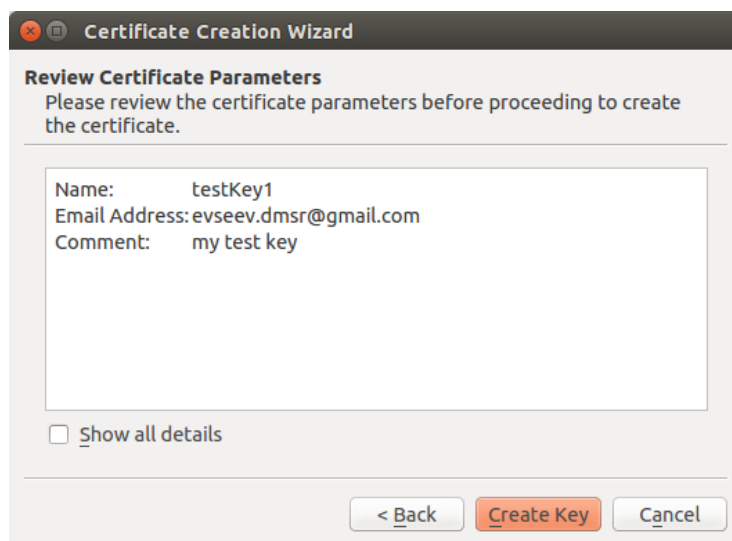 Certificate Creation Wizard
Review Certificate Parameters
Please review the certificate parameters before proceeding to create
the certificate.
Name: testKey1
Email Address: evseev.dmsr@gmail.com
Comment: my test key
Show all details
< Back Create Key Cancel